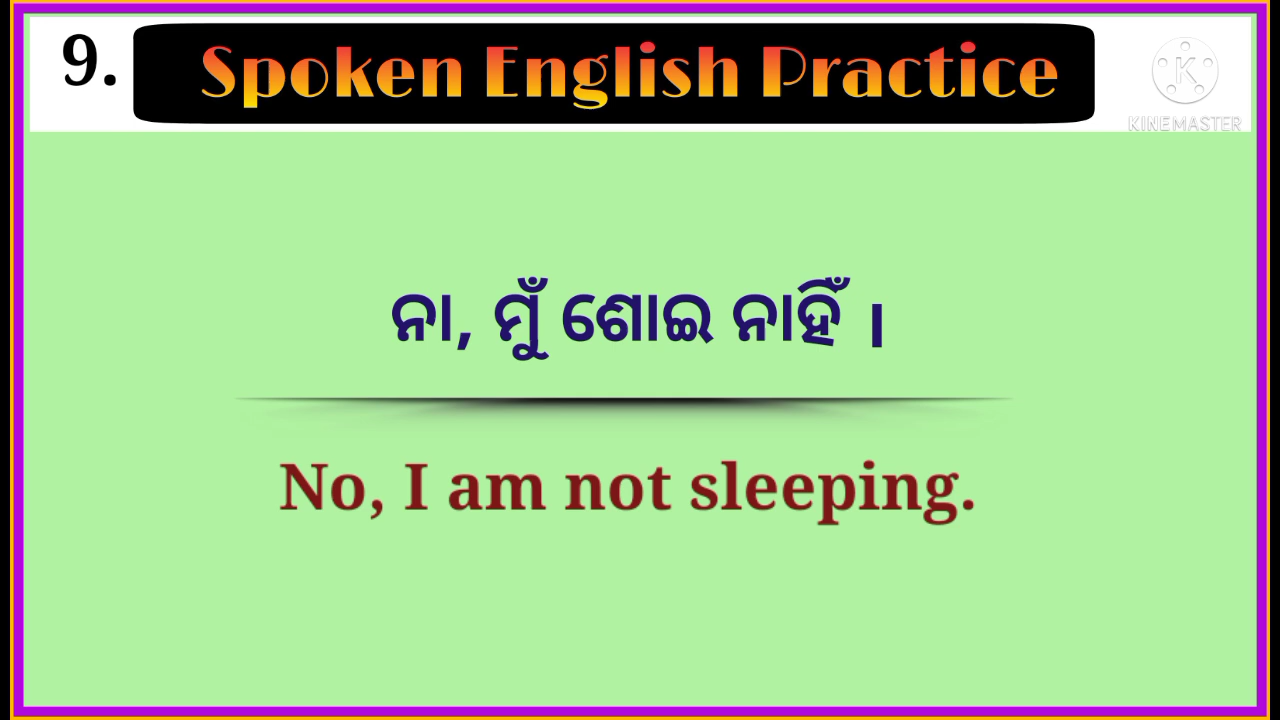 9. Spoken English Practice
KINEMASTER
ନା, ମୁଁ ଶୋଇ ନାହିଁ ।
No, I am not sleeping.